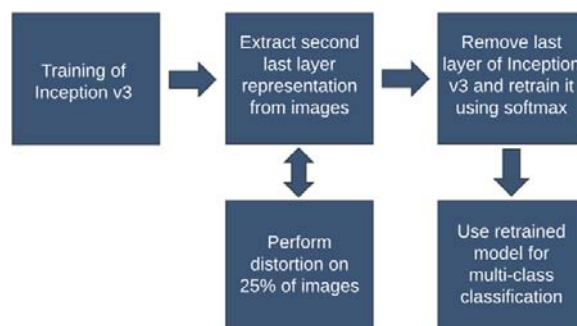 Training of
Inception v3
Extract second
last layer
representation
from images
Remove last
layer of Inception
v3 and retrain it
using softmax
Perform
distortion on
25% of images
Use retrained
model for
multi-class
classification